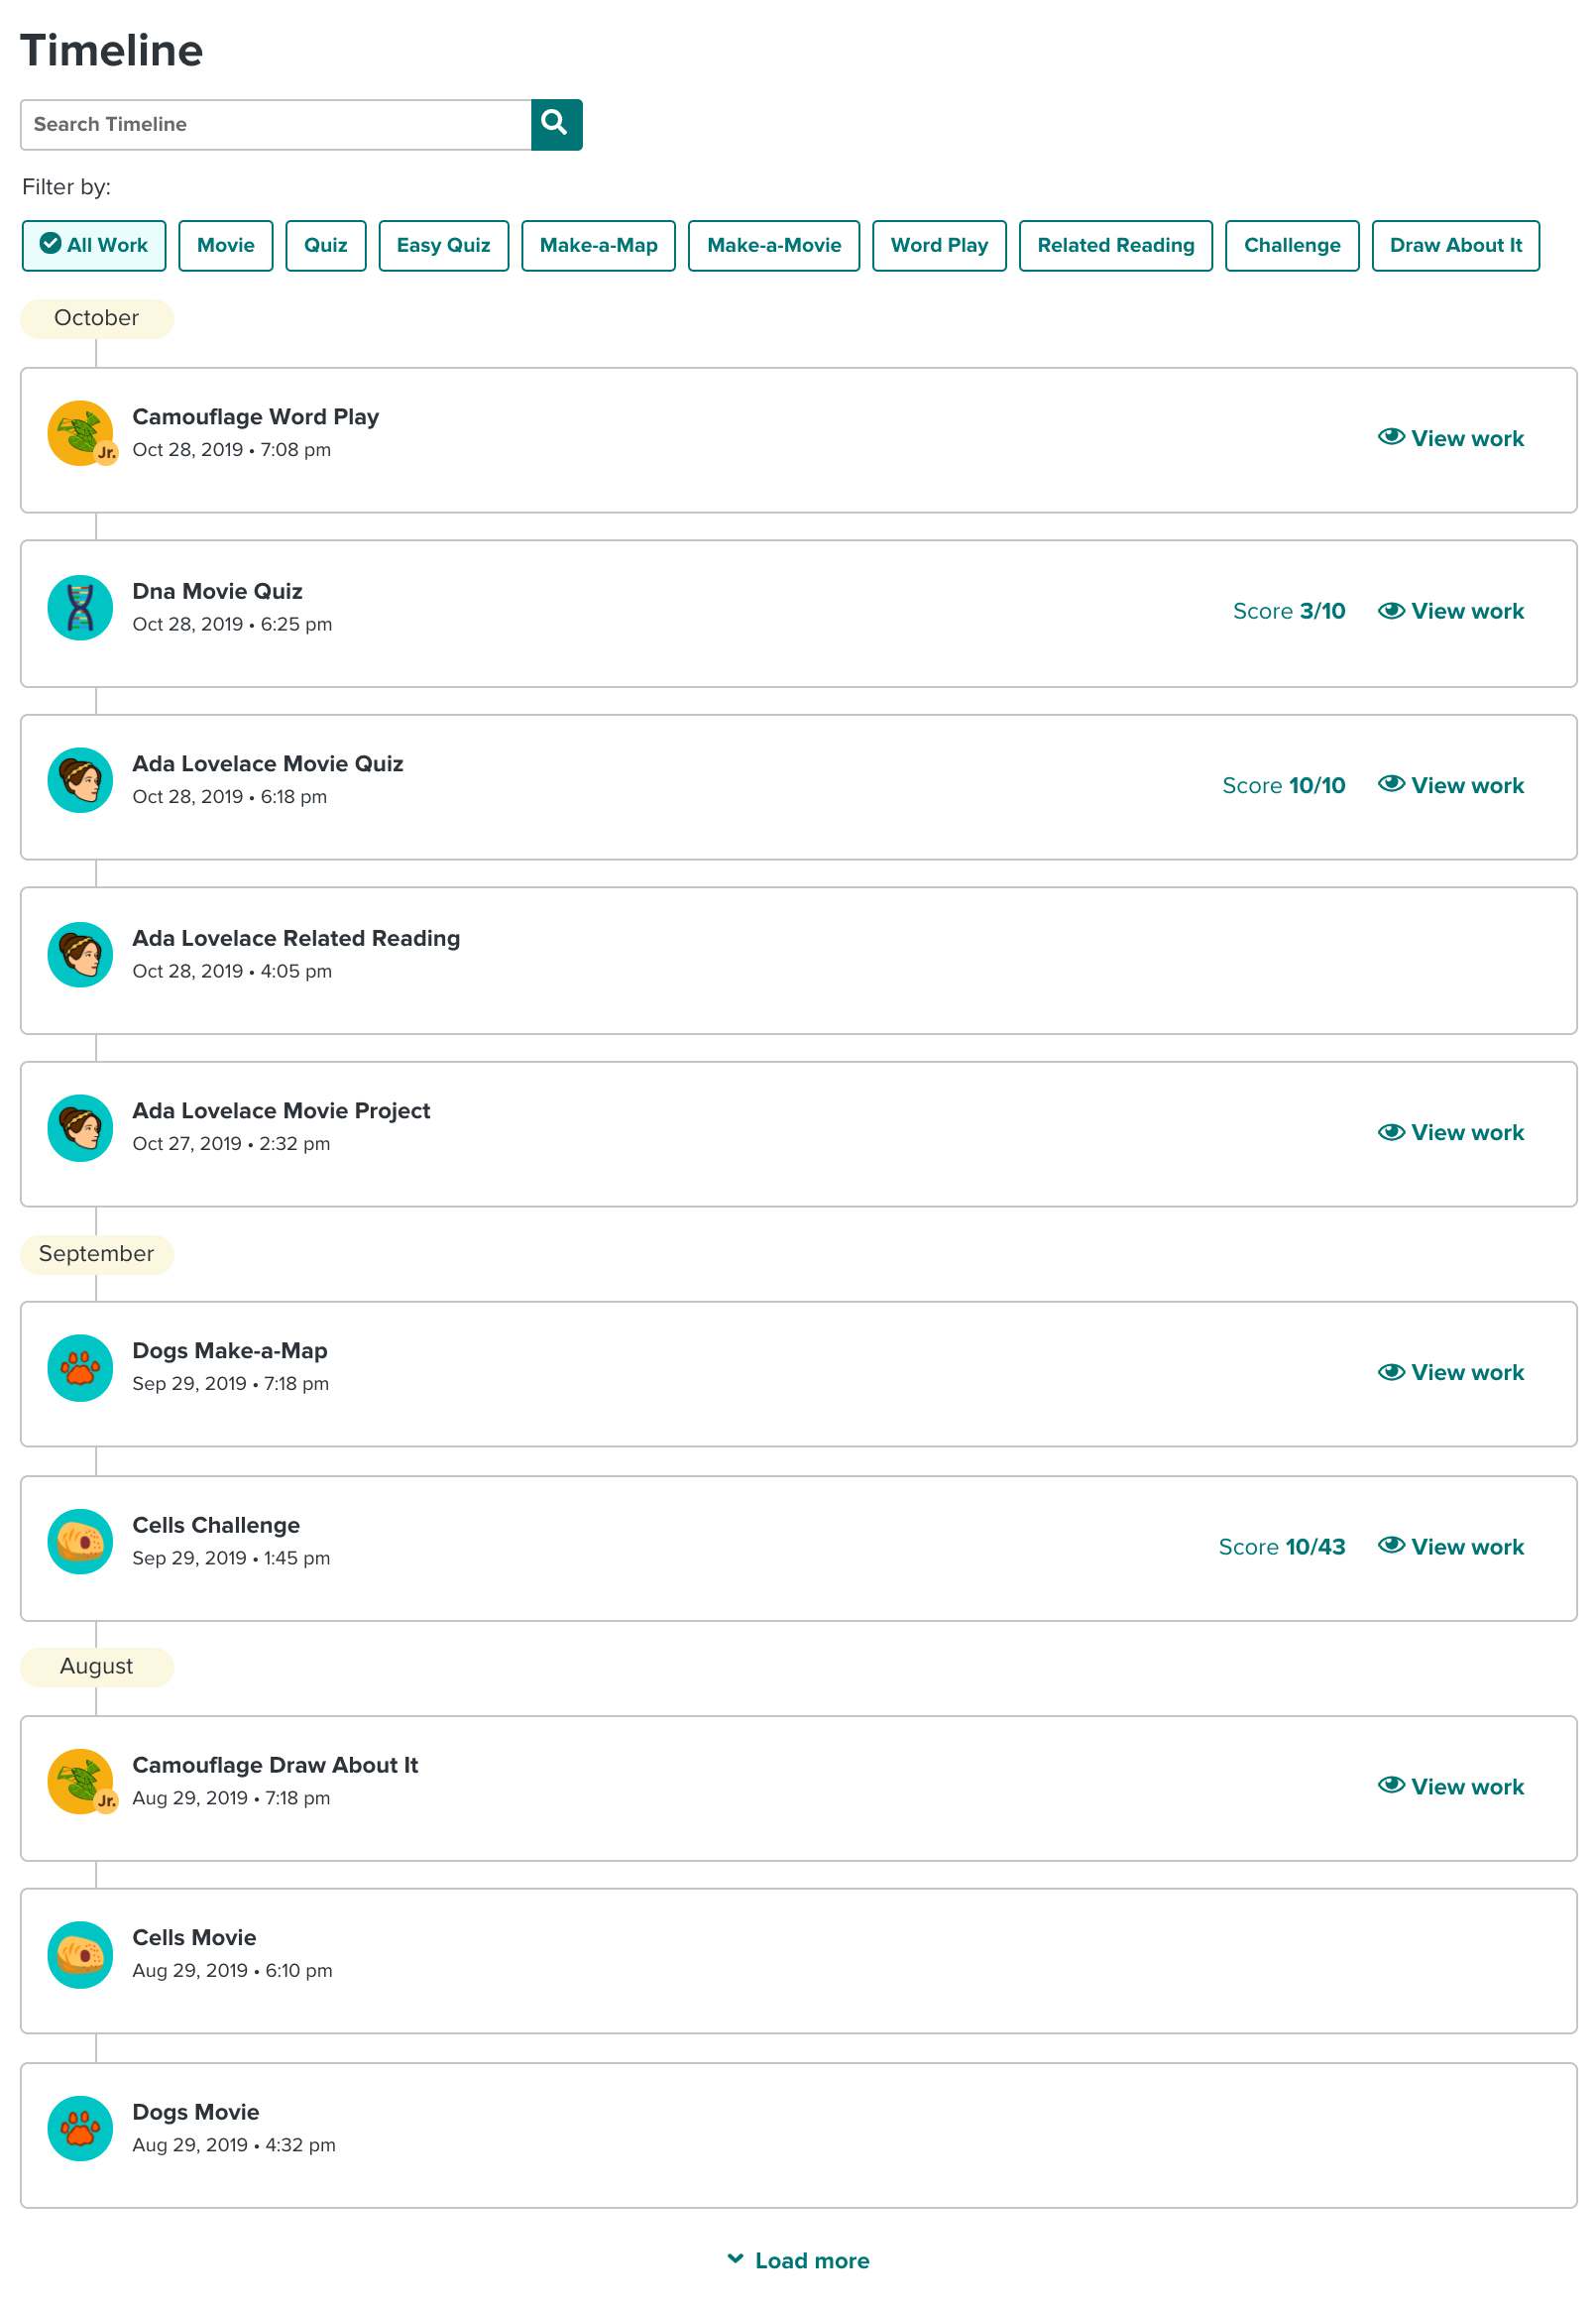 Timeline
Search Timeline
Filter by:
All Work Movie Quiz Easy Quiz Make-a-Map Make-a-Movie Word Play Related Reading Challenge Draw About It
October
Camouflage Word Play
Oct 28, 2019 • 7:08 pm
Jr.
View work
Dna Movie Quiz
Oct 28, 2019 • 6:25 pm
Score 3/10 View work
Ada Lovelace Movie Quiz
Oct 28, 2019 • 6:18 pm
Score 10/10 View work
Ada Lovelace Related Reading
Oct 28, 2019 • 4:05 pm
Ada Lovelace Movie Project
Oct 27, 2019 • 2:32 pm
View work
September
Dogs Make-a-Map
Sep 29, 2019 • 7:18 pm
View work
Cells Challenge
Sep 29, 2019 • 1:45 pm
Score 10/43 View work
August
Camouflage Draw About It
Aug 29, 2019 • 7:18 pm
Jr.
View work
Cells Movie
Aug 29, 2019 • 6:10 pm
Dogs Movie
Aug 29, 2019 • 4:32 pm
Load more